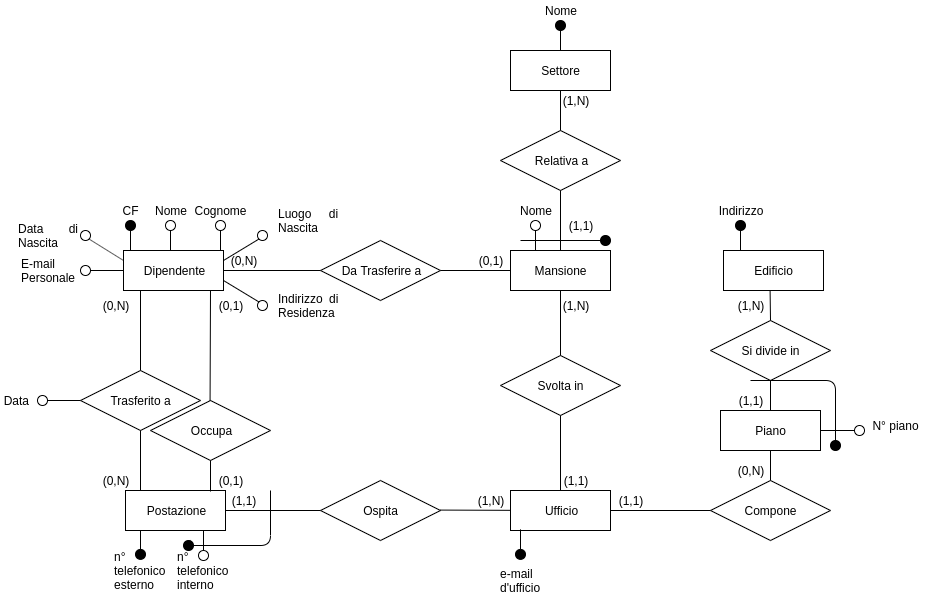 Nome
Settore
(1,N)
Relativa a
CF
Nome
Cognome
Luogo di
Nascita
Nome
(1,1)
Indirizzo
Data di
Nascita
E-mail
Personale
Dipendente
(0,N)
Da Trasferire a
(0,1)
Mansione
Edificio
(0,N)
(0,1)
Indirizzo di
Residenza
(1,N)
(1,N)
Si divide in
Svolta in
Data
Trasferito a
Occupa
(1,1)
Piano
N° piano
(0,N)
(0,N)
(0,1)
(1,1)
(1,1)
Postazione
Ospita
(1,N)
Ufficio
(1,1)
Compone
n°
telefonico
esterno
n°
telefonico
interno
e-mail
d'ufficio